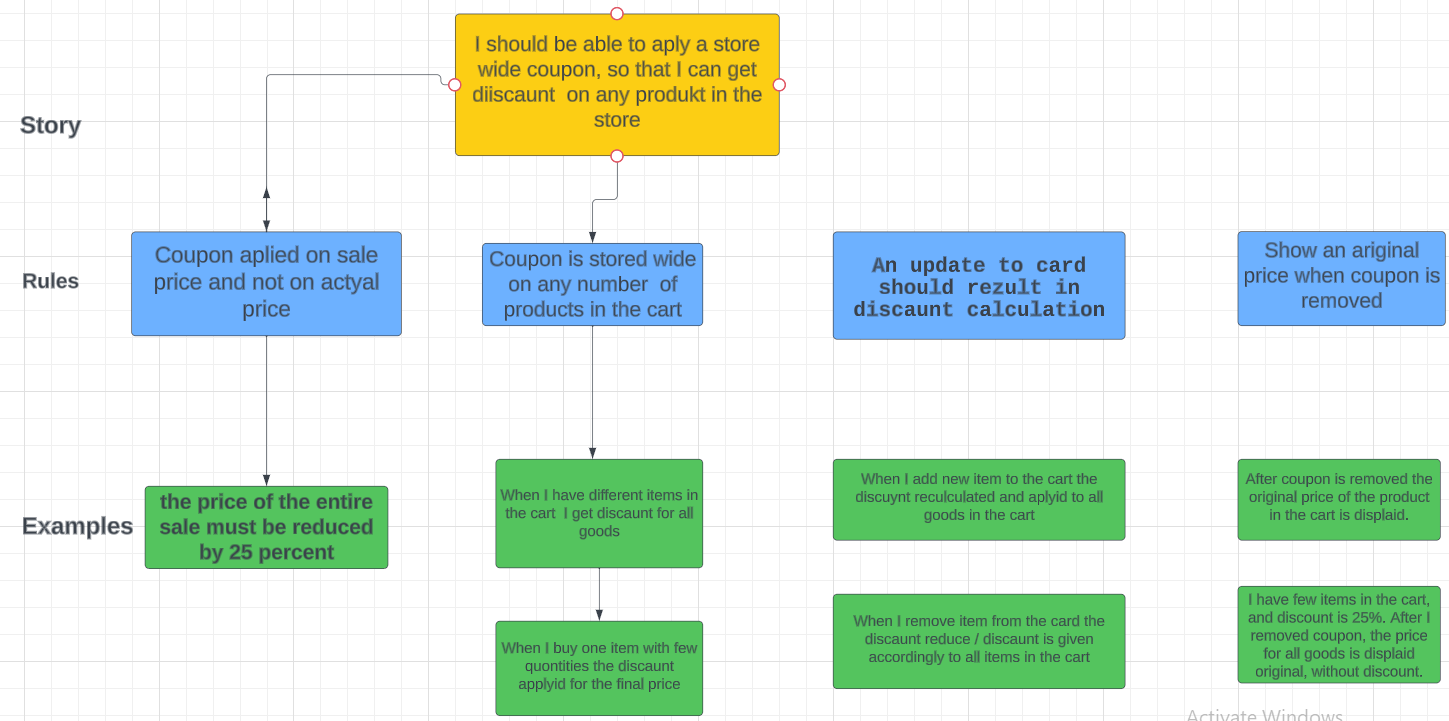 I should be able to aply a store
wide coupon, so that I can get
diiscaunt  on any produkt in the
store
Story
Rules
Coupon aplied on sale
price and not on actyal
price
Coupon is stored wide
on any number  of
products in the cart
An update to card
should rezult in
discaunt calculation
Show an ariginal
price when coupon is
removed
Examples
the price of the entire
sale must be reduced
by 25 percent
When I have different items in
the cart  I get discaunt for all
goods
When I add new item to the cart the
discuynt reculculated and aplyid to all
goods in the cart
After coupon is removed the
original price of the product
in the cart is displaid.
When I buy one item with few
quontities the discaunt
applyid for the final price
When I remove item from the card the
discaunt reduce / discaunt is given
accordingly to all items in the cart
I have few items in the cart,
and discount is 25%. After I
removed coupon, the price
for all goods is displaid
original, without discount.
Activate Windows